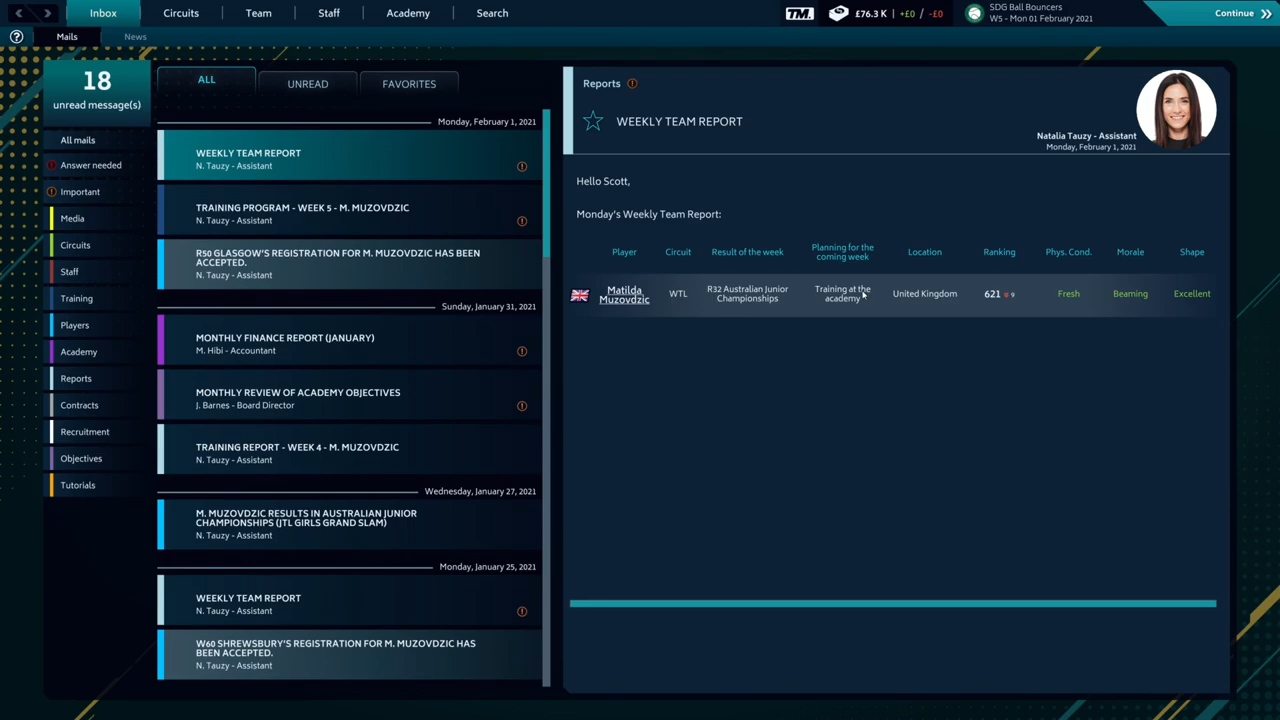 Inbox
Circuits
Team
Staff
Academy
Search
TM.
£76.3 K | +£0 / -£0
SDG Ball Bouncers
W5 - Mon 01 February 2021
Continue
?
Mails
News
18
unread message(s)
All mails
Answer needed
Important
Media
Circuits
Staff
Training
Players
Academy
Reports
Contracts
Recruitment
Objectives
Tutorials
ALL
UNREAD
FAVORITES
Monday, February 1, 2021
WEEKLY TEAM REPORT
N. Tauzy - Assistant
TRAINING PROGRAM - WEEK 5 - M. MUZOVDZIC
N. Tauzy - Assistant
R50 GLASGOW'S REGISTRATION FOR M. MUZOVDZIC HAS BEEN
ACCEPTED.
N. Tauzy - Assistant
Sunday, January 31, 2021
MONTHLY FINANCE REPORT (JANUARY)
M. Hibi - Accountant
MONTHLY REVIEW OF ACADEMY OBJECTIVES
J. Barnes - Board Director
TRAINING REPORT - WEEK 4 - M. MUZOVDZIC
N. Tauzy - Assistant
Wednesday, January 27, 2021
M. MUZOVDZIC RESULTS IN AUSTRALIAN JUNIOR
CHAMPIONSHIPS (JTL GIRLS GRAND SLAM)
N. Tauzy - Assistant
Monday, January 25, 2021
WEEKLY TEAM REPORT
N. Tauzy - Assistant
W60 SHREWSBURY'S REGISTRATION FOR M. MUZOVDZIC HAS
BEEN ACCEPTED.
N. Tauzy - Assistant
Reports
WEEKLY TEAM REPORT
Natalia Tauzy - Assistant
Monday, February 1, 2021
Hello Scott,
Monday's Weekly Team Report:
Player
Circuit
Result of the week
Planning for the
coming week
Location
Ranking
Phys. Cond.
Morale
Shape
Matilda
Muzovdzic
WTL
R32 Australian Junior
Championships
Training at the
academy
United Kingdom
621 9
Fresh
Beaming
Excellent